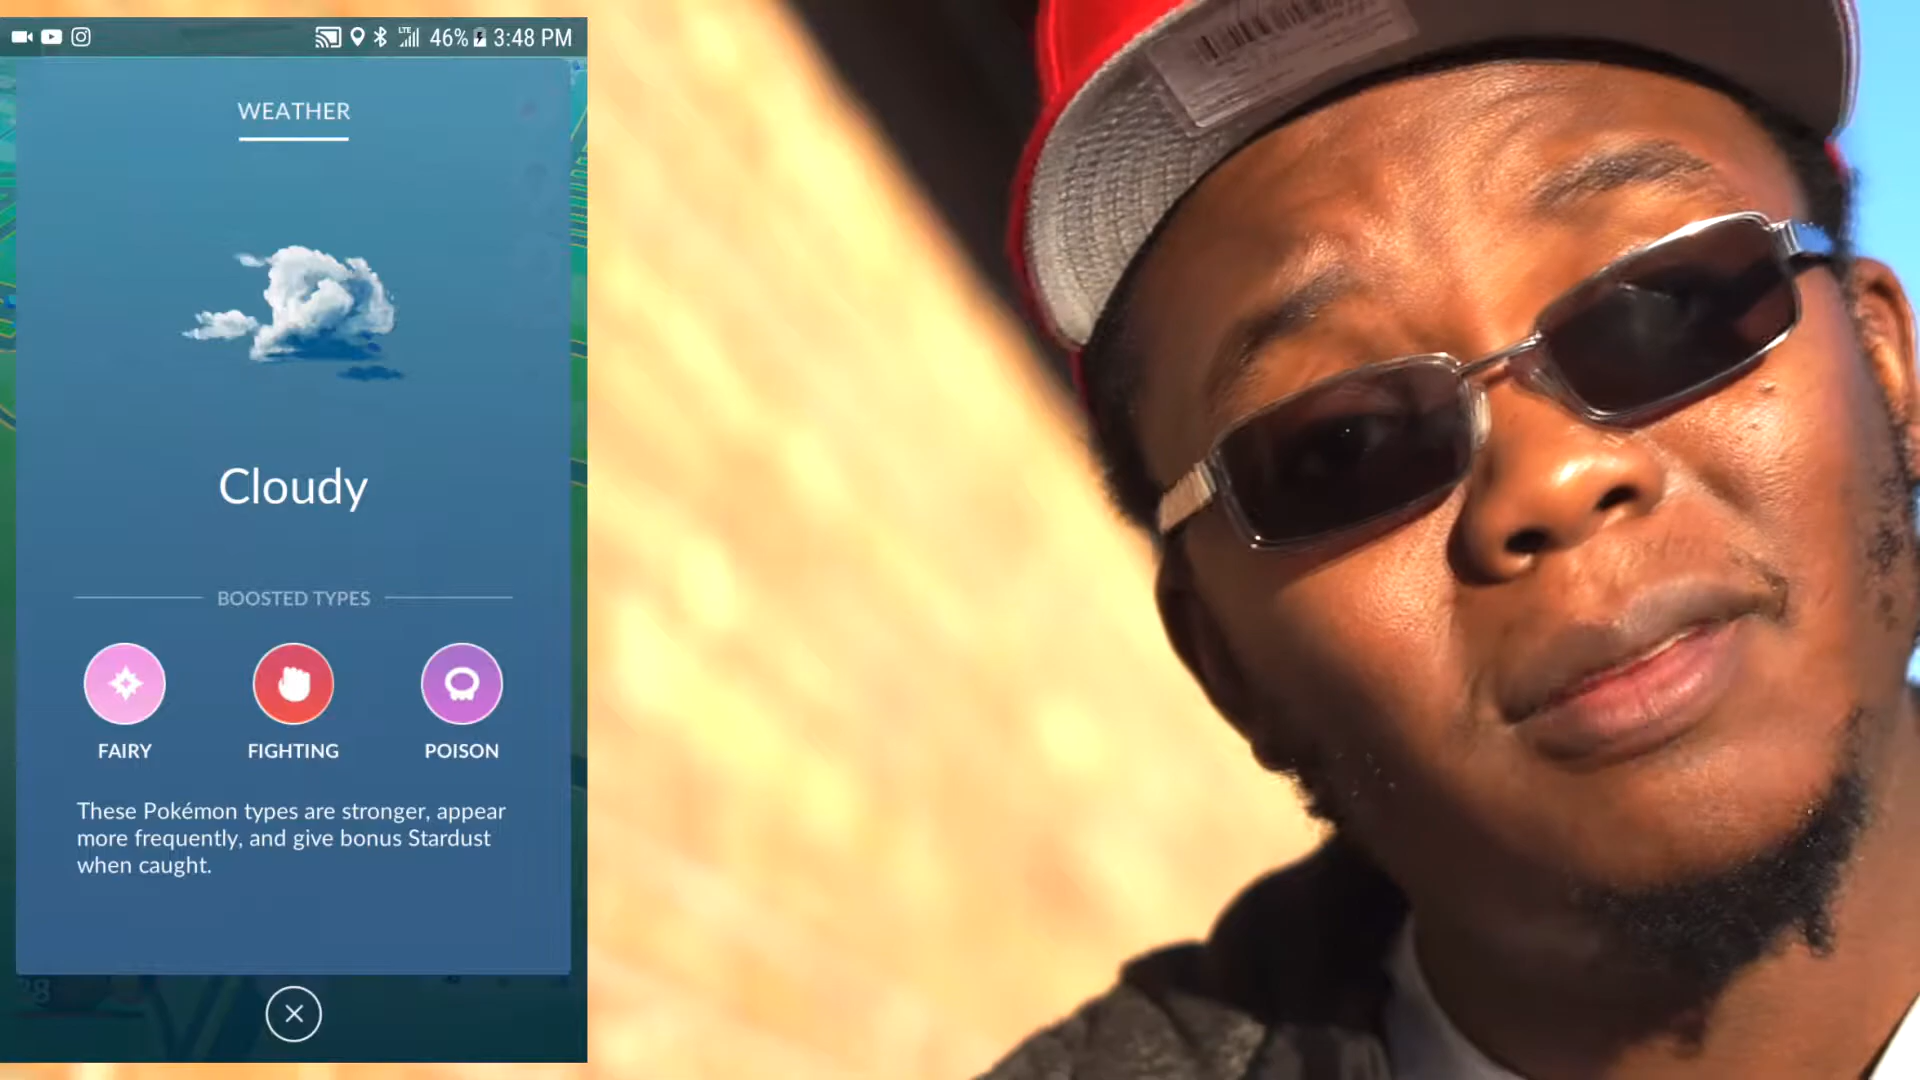 LTE 46% 3:48 PM
WEATHER
Cloudy
BOOSTED TYPES
FAIRY FIGHTING POISON
These Pokémon types are stronger, appear
more frequently, and give bonus Stardust
when caught.